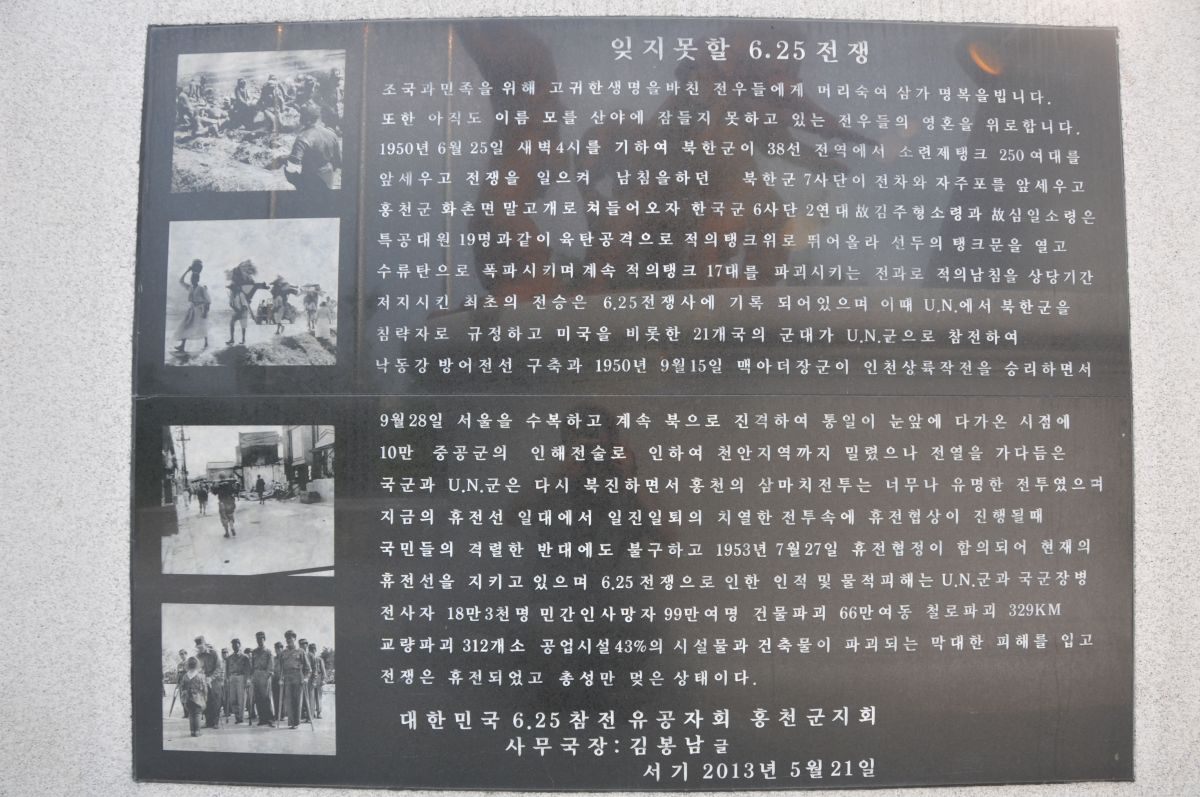 잊지못할 6.25 전쟁
조국과민족을 위해 고귀한생명을바친 전우들에게 머리숙여 삼가 명복을빕니다.
또한 아직도 이름 모를 산야에 잠들지 못하고 있는 전우들의 영혼을 위로합니다.
1950년 6월 25일 새벽4시를 기하여 북한군이 38선 전역에서 소련제탱크 250여대를
앞세우고 전쟁을 일으켜 남침을하던 북한군 7사단이 전차와 자주포를 앞세우고
홍천군 화촌면 말고개로 쳐들어오자 한국군 6사단 2연대故김주형소령과 故심일소령은
특공대원 19명과같이 육탄공격으로 적의탱크위로 뛰어올라 선두의 탱크문을 열고
수류탄으로 폭파시키며계속 적의탱크 17대를 파괴시키는 전과로 적의남침을 상당기간
저지시킨 최초의 전승은 6.25전쟁사에 기록 되어있으며 이때 U.N.에서 북한군을
침략자로 규정하고 미국을 비롯한 21개국의 군대가 U.N.군으로 참전하여
낙동강 방어전선 구축과 1950년 9월15일 맥아더장군이 인천상륙작전을 승리하면서
9월28일 서울을 수복하고 계속 북으로 진격하여 통일이 눈앞에 다가온 시점에
10만 중공군의 인해전술로 인하여 천안지역까지 밀렸으나 전열을 가다듬은
국군과 U.N.군은 다시 북진하면서 홍천의 삼마치전투는 너무나 유명한 전투였으며
지금의 휴전선 일대에서 일진일퇴의 치열한 전투속에 휴전협상이 진행될때
국민들의 격렬한 반대에도 불구하고 1953년 7월27일 휴전협정이 합의되어 현재의
휴전선을 지키고 있으며 6.25전쟁으로 인한 인적 및 물적피해는 U.N.군과 국군장병
전사자 18만3천명 민간인사망자 99만여명 건물파괴 66만여동 철로파괴 329KM
교량파괴 312개소 공업시설43%의 시설물과 건축물이 파괴되는 막대한 피해를 입고
전쟁은 휴전되었고 총성만 멎은 상태이다.
대한민국 6.25참전유공자회 홍천군지회
사무국장:김봉남 글
서기 2013년 5월21일